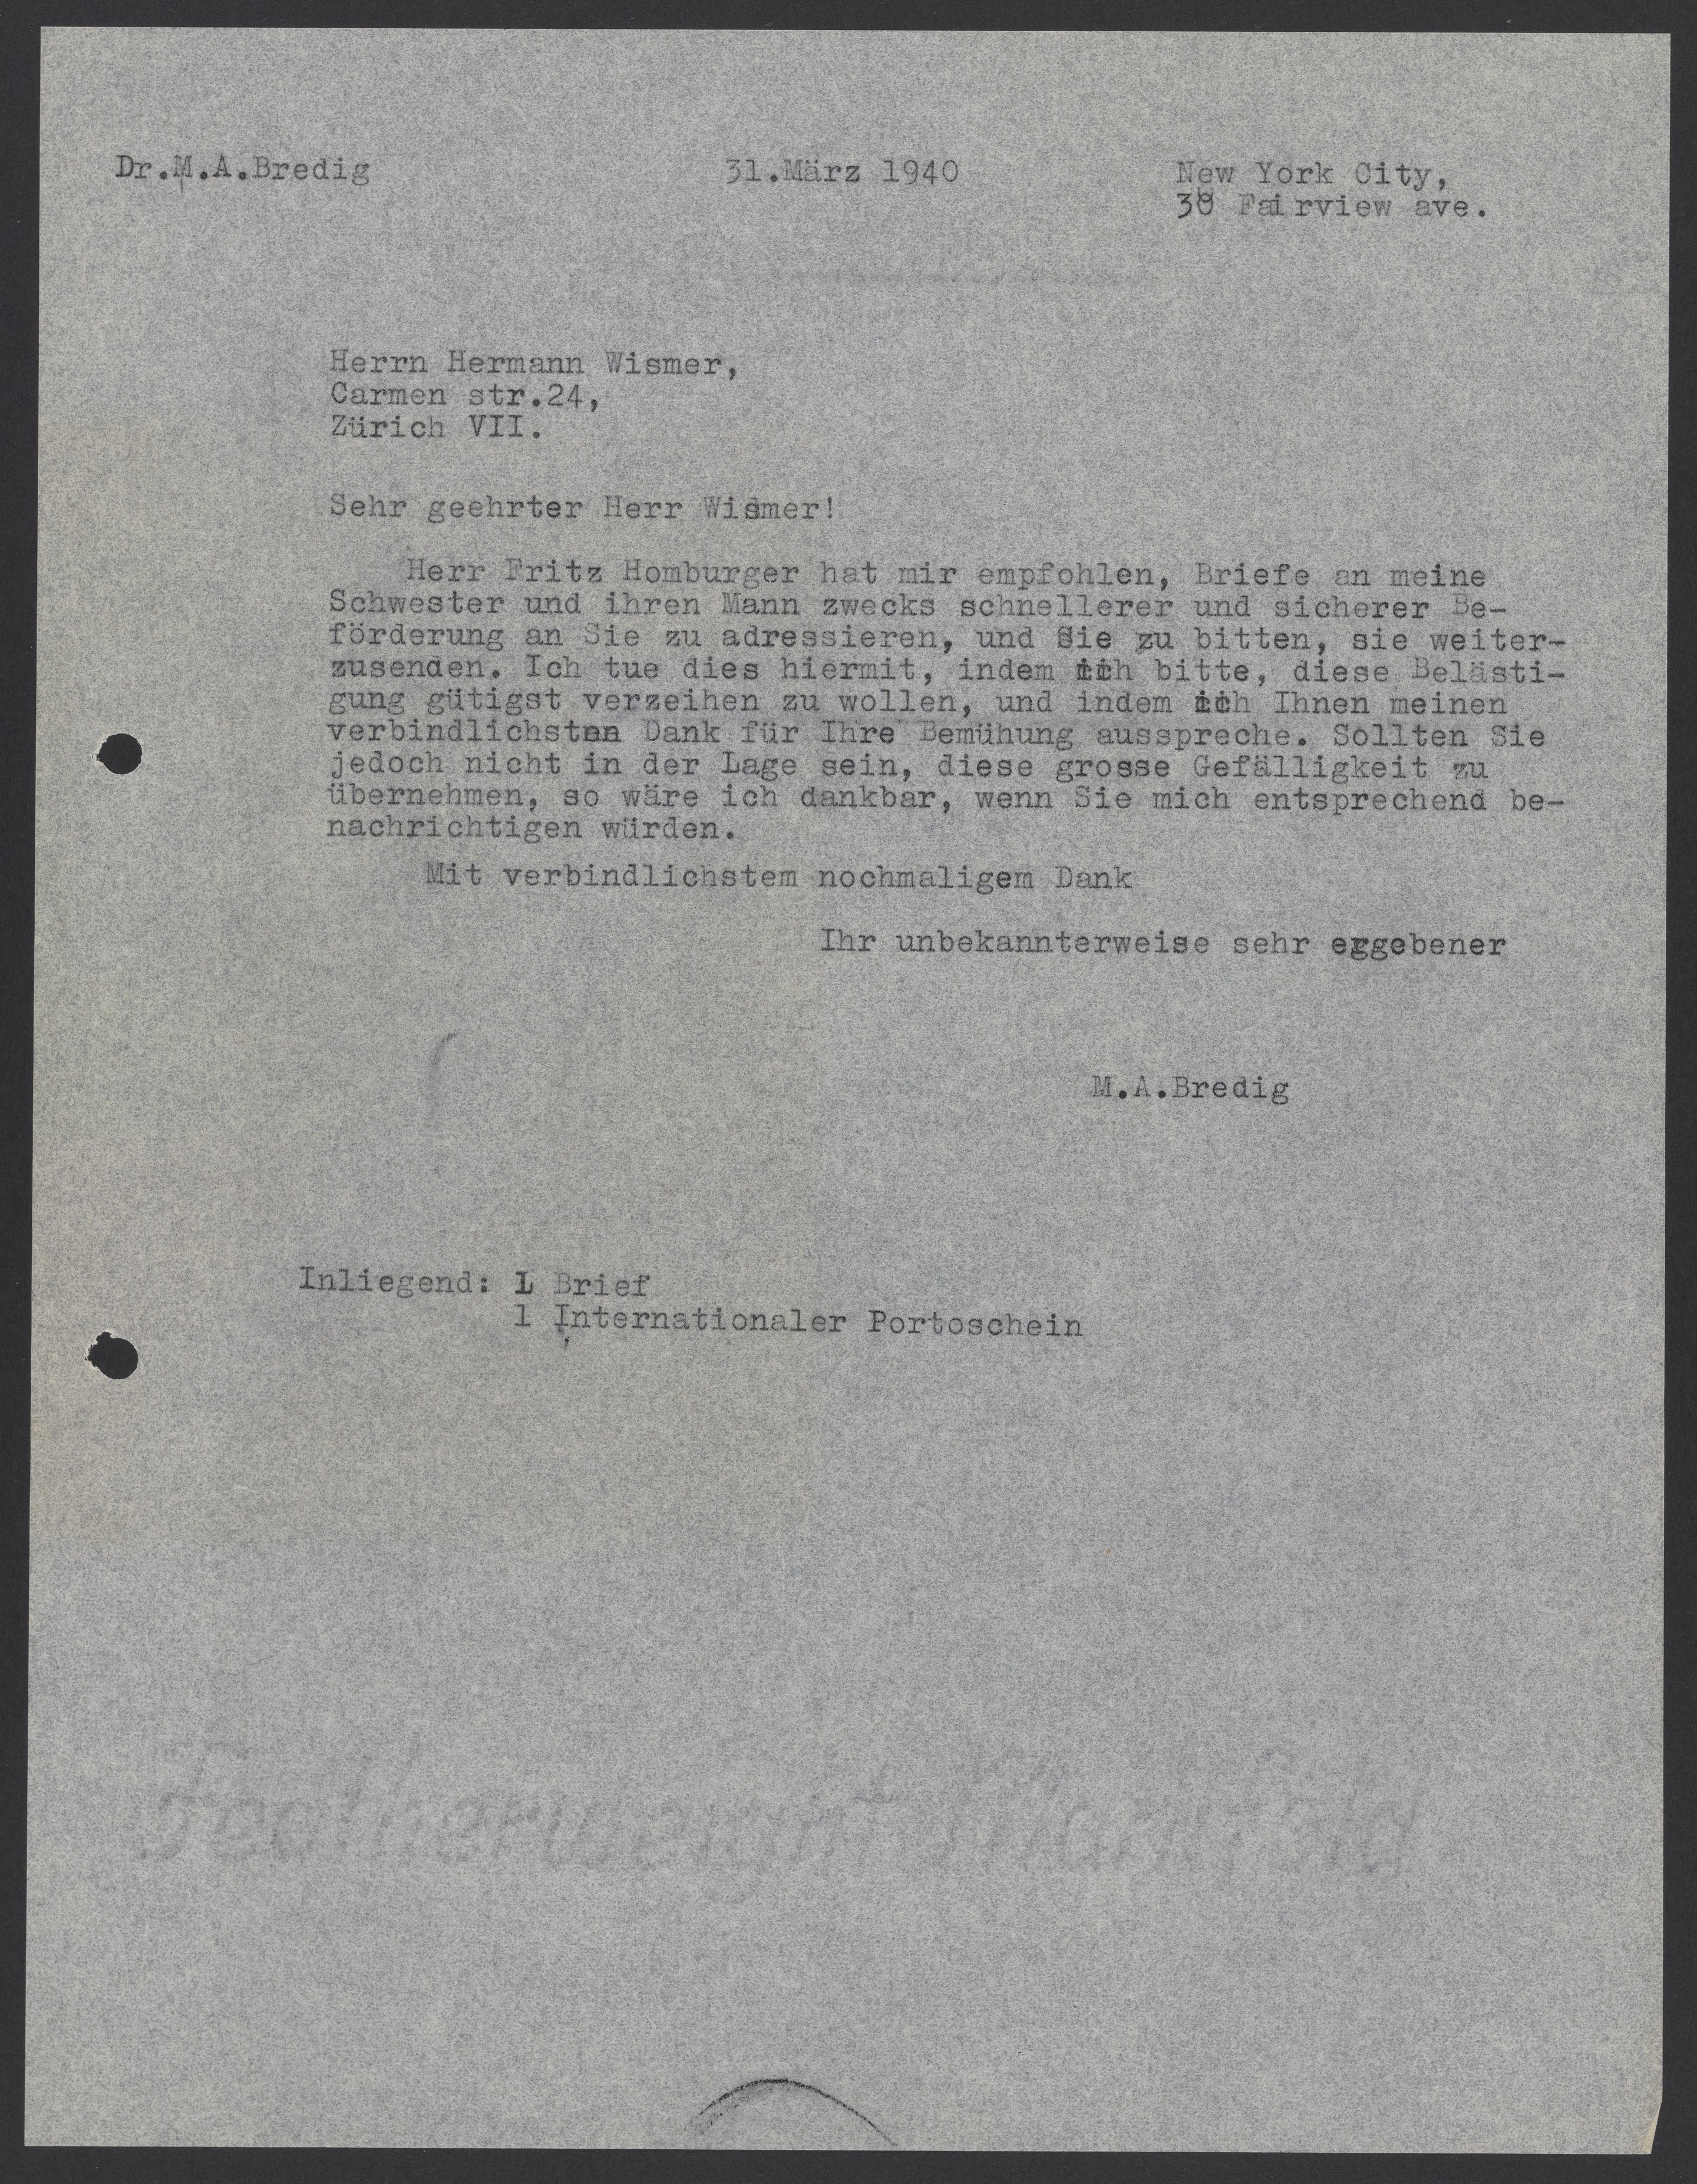 Dr.M.A.Bredig 31.März 1940 New York City,
38 Fairview ave.
Herrn Hermann Wismer,
Carmen str.24,
Zürich VII.
Sehr geehrter Herr Wismer!
Herr Fritz Homburger hat mir empfohlen, Briefe an meine
Schwester und ihren Mann zwecks schnellerer und sicherer Be-
förderung an Sie zu adressieren, und Sie zu bitten, sie weiter-
zusenden. Ich tue dies hiermit, indem ich bitte, diese Belästi-
gung gütigst verzeihen zu wollen, und indem ich Ihnen meinen
verbindlichsten Dank für Ihre Bemühung ausspreche. Sollten Sie
jedoch nicht in der Lage sein, diese grosse Gefälligkeit zu
übernehmen, so wäre ich dankbar, wenn Sie mich entsprechend be-
nachrichtigen würden.
Mit verbindlichstem nochmaligem Dank
Ihr unbekannterweise sehr ergebener
M.A.Bredig
Inliegend: 1 Brief
1 Internationaler Portoschein
Featherweight